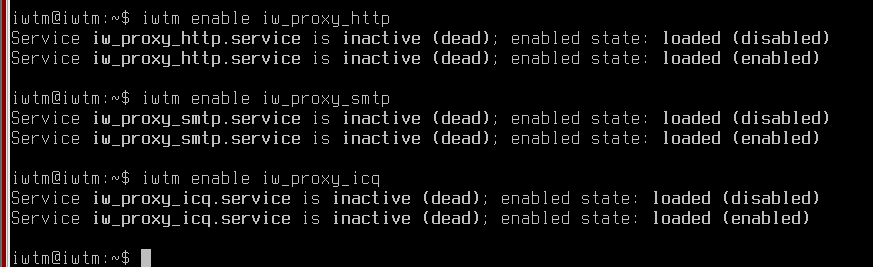 iwtm@iwtm:~$ iwtm enable iw_proxy_http
Service iw_proxy_http.service is inactive (dead); enabled state: loaded (disabled)
Service iw_proxy_http.service is inactive (dead); enabled state: loaded (enabled)
iwtm@iwtm:~$ iwtm enable iw_proxy_smtp
Service iw_proxy_smtp.service is inactive (dead); enabled state: loaded (disabled)
Service iw_proxy_smtp.service is inactive (dead); enabled state: loaded (enabled)
iwtm@iwtm:~$ iwtm enable iw_proxy_icq
Service iw_proxy_icq.service is inactive (dead); enabled state: loaded (disabled)
Service iw_proxy_icq.service is inactive (dead); enabled state: loaded (enabled)
iwtm@iwtm:~$